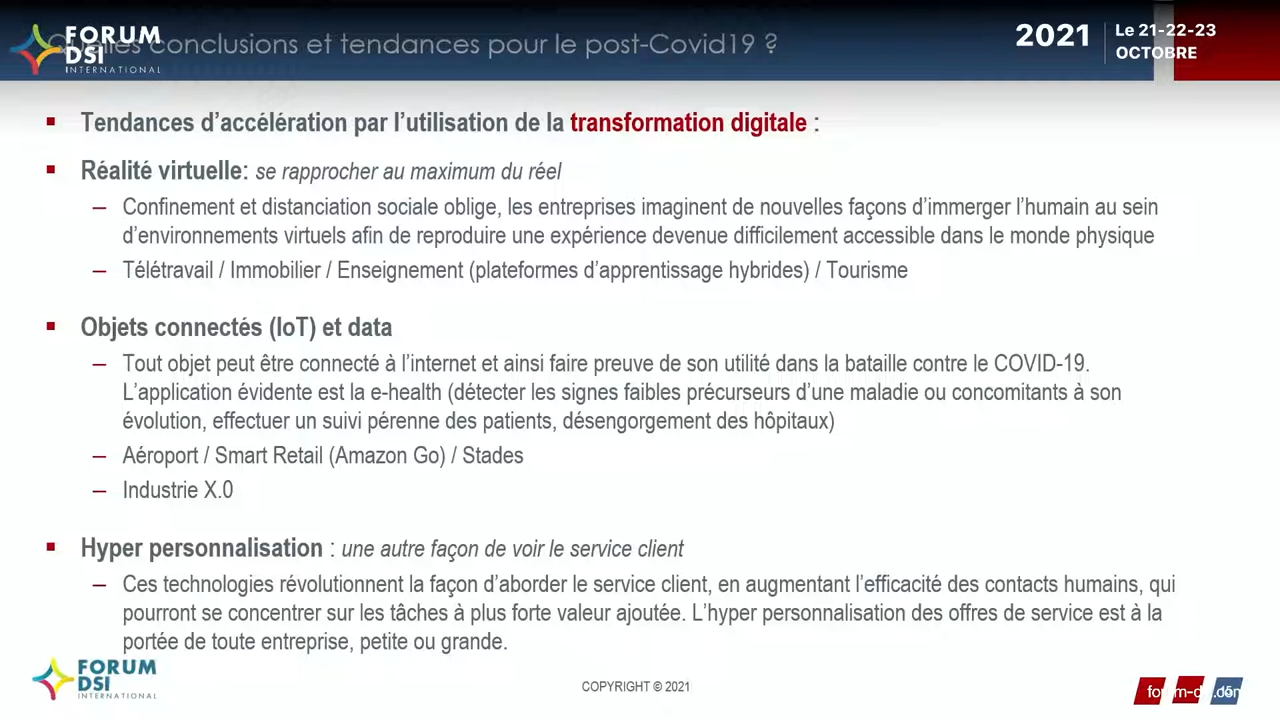 FORUM
DSI
INTERNATIONAL
conclusions et tendances pour le post-Covid19 ?
2021
Le 21-22-23
OCTOBRE
Tendances d’accélération par l’utilisation de la transformation digitale :
Réalité virtuelle: se rapprocher au maximum du réel
– Confinement et distanciation sociale oblige, les entreprises imaginent de nouvelles façons d’immerger l’humain au sein
d’environnements virtuels afin de reproduire une expérience devenue difficilement accessible dans le monde physique
– Télétravail / Immobilier / Enseignement (plateformes d’apprentissage hybrides) / Tourisme
Objets connectés (IoT) et data
– Tout objet peut être connecté à l’internet et ainsi faire preuve de son utilité dans la bataille contre le COVID-19.
L’application évidente est la e-health (détecter les signes faibles précurseurs d’une maladie ou concomitants à son
évolution, effectuer un suivi pérenne des patients, désengorgement des hôpitaux)
– Aéroport / Smart Retail (Amazon Go) / Stades
– Industrie X.0
Hyper personnalisation : une autre façon de voir le service client
– Ces technologies révolutionnent la façon d’aborder le service client, en augmentant l’efficacité des contacts humains, qui
pourront se concentrer sur les tâches à plus forte valeur ajoutée. L’hyper personnalisation des offres de service est à la
portée de toute entreprise, petite ou grande.
FORUM
DSI
INTERNATIONAL
COPYRIGHT © 2021